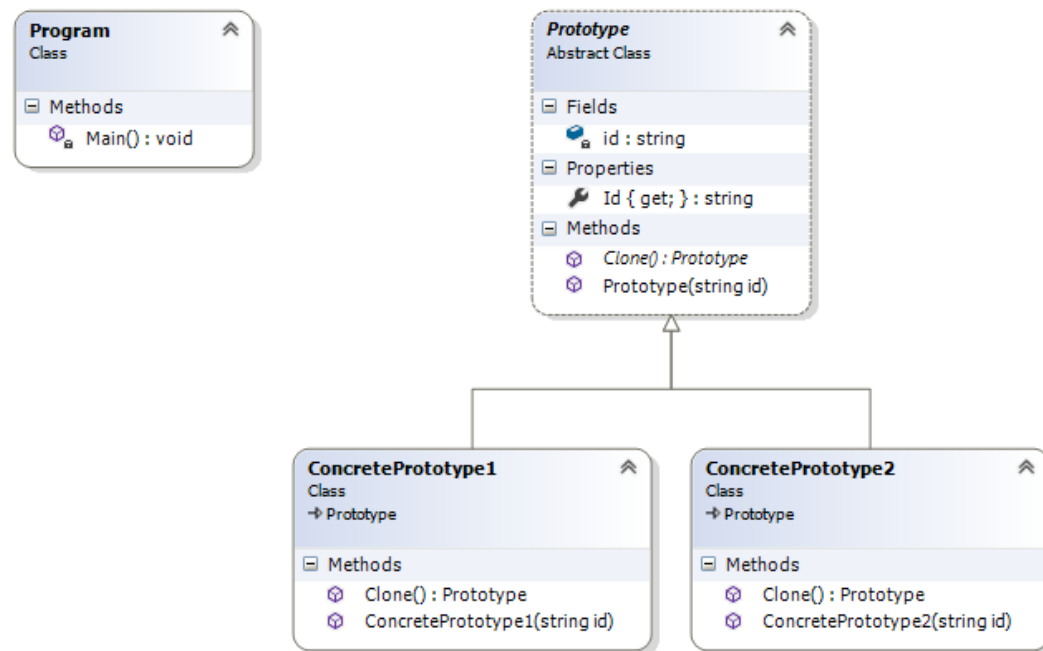 Program
Class
Methods
Main() : void
Prototype
Abstract Class
Fields
id : string
Properties
Id { get; } : string
Methods
Clone() : Prototype
Prototype(string id)
ConcretePrototype1
Class
Prototype
Methods
Clone() : Prototype
ConcretePrototype1(string id)
ConcretePrototype2
Class
Prototype
Methods
Clone() : Prototype
ConcretePrototype2(string id)